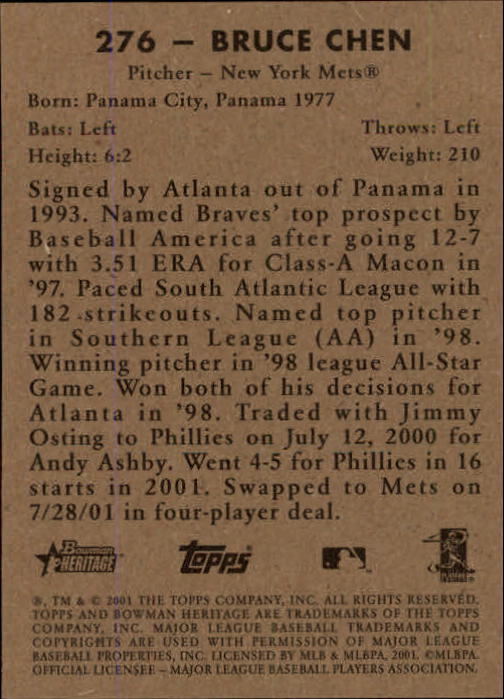 276 – BRUCE CHEN
Pitcher – New York Mets®
Born: Panama City, Panama 1977
Bats: Left Throws: Left
Height: 6:2 Weight: 210
Signed by Atlanta out of Panama in
1993. Named Braves' top prospect by
Baseball America after going 12-7
with 3.51 ERA for Class-A Macon in
'97. Paced South Atlantic League with
182 strikeouts. Named top pitcher
in Southern League (AA) in '98.
Winning pitcher in '98 league All-Star
Game. Won both of his decisions for
Atlanta in '98. Traded with Jimmy
Osting to Phillies on July 12, 2000 for
Andy Ashby. Went 4-5 for Phillies in 16
starts in 2001. Swapped to Mets on
7/28/01 in four-player deal.
Bowman HERITAGE Topps
®, TM & © 2001 THE TOPPS COMPANY, INC. ALL RIGHTS RESERVED.
TOPPS AND BOWMAN HERITAGE ARE TRADEMARKS OF THE TOPPS
COMPANY, INC. MAJOR LEAGUE BASEBALL TRADEMARKS AND
COPYRIGHTS ARE USED WITH PERMISSION OF MAJOR LEAGUE
BASEBALL PROPERTIES, INC. LICENSED BY MLB & MLBPA, 2001. ©MLBPA.
OFFICIAL LICENSEE – MAJOR LEAGUE BASEBALL PLAYERS ASSOCIATION.